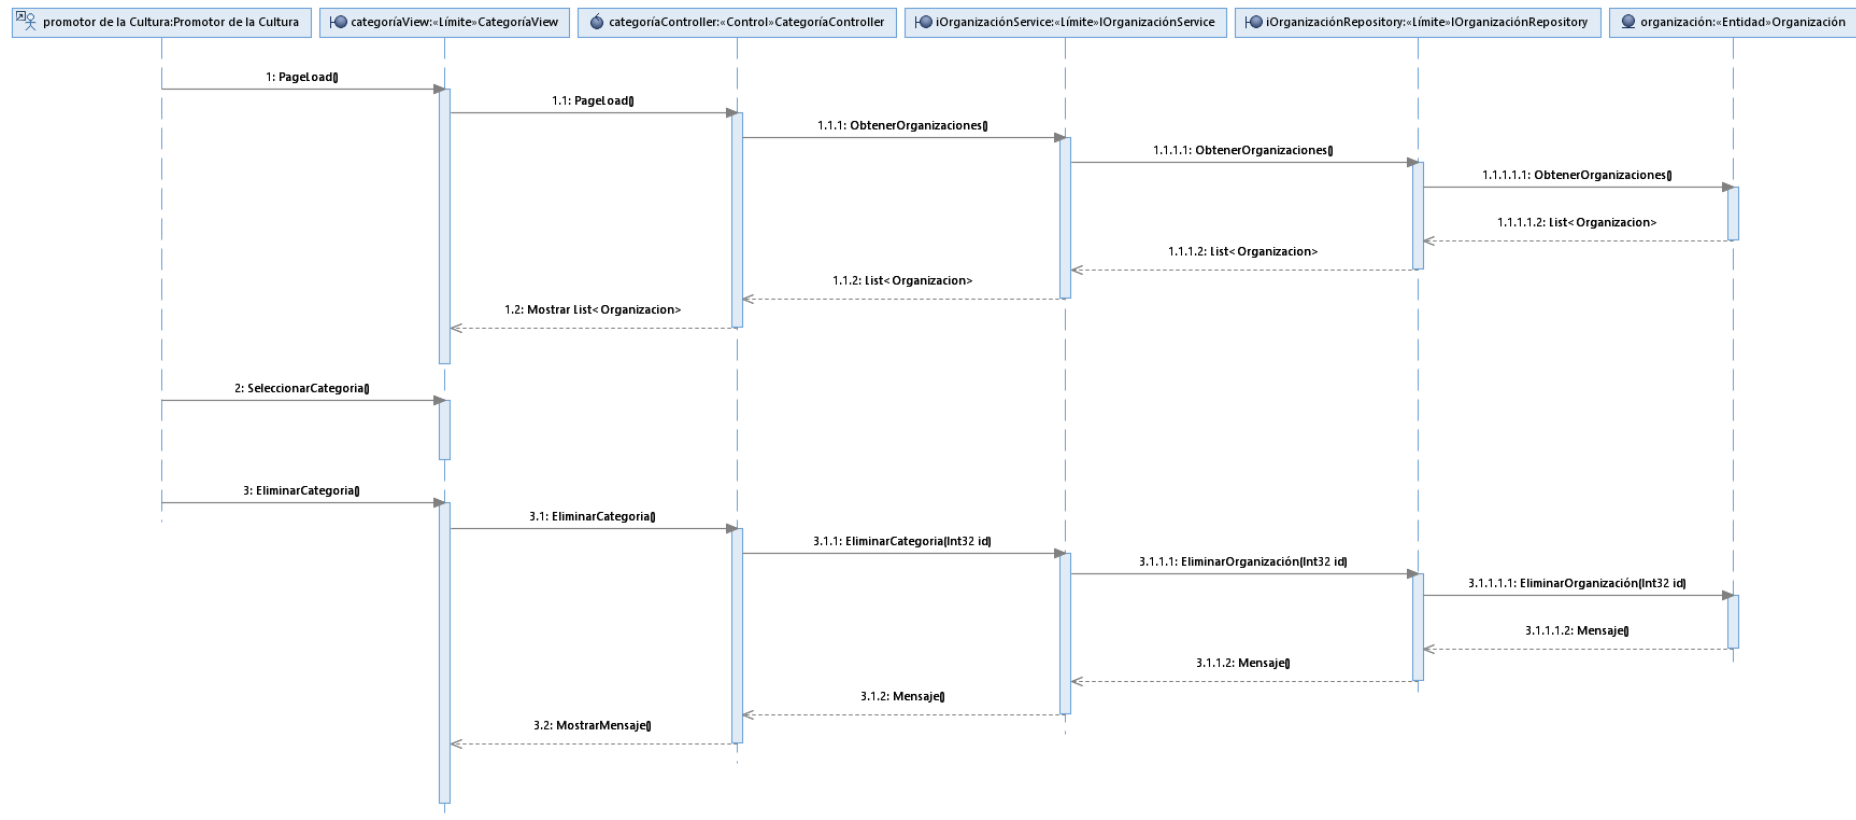 promotor de la Cultura:Promotor de la Cultura
categoríaView:«Límite»CategoríaView
categoríaController:«Control»CategoríaController
iOrganizaciónService:«Límite»IOrganizaciónService
iOrganizaciónRepository:«Límite»IOrganizaciónRepository
organización:«Entidad»Organización
1: PageLoad()
1.1: PageLoad()
1.1.1: ObtenerOrganizaciones()
1.1.1.1: ObtenerOrganizaciones()
1.1.1.1.1: ObtenerOrganizaciones()
1.1.1.1.2: List<Organizacion>
1.1.1.2: List<Organizacion>
1.1.2: List<Organizacion>
1.2: Mostrar List<Organizacion>
2: SeleccionarCategoria()
3: EliminarCategoria()
3.1: EliminarCategoria()
3.1.1: EliminarCategoria(Int32 id)
3.1.1.1: EliminarOrganización(Int32 id)
3.1.1.1.1: EliminarOrganización(Int32 id)
3.1.1.1.2: Mensaje()
3.1.1.2: Mensaje()
3.1.2: Mensaje()
3.2: MostrarMensaje()